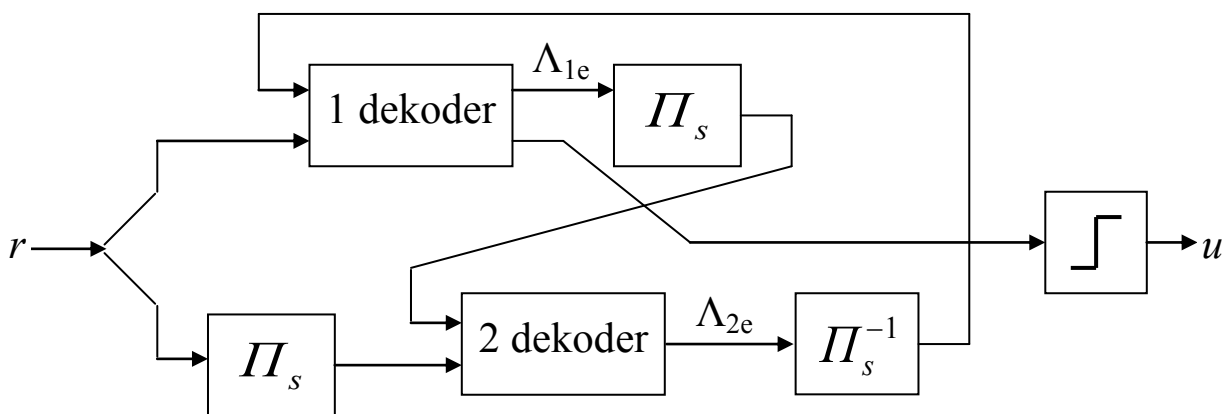 Λ1e
1 dekoder
Πs
r
u
Λ2e
2 dekoder
Πs
Πs^-1